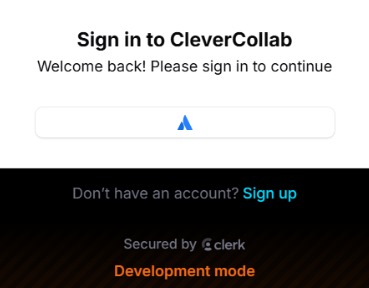 Sign in to CleverCollab
Welcome back! Please sign in to continue
Don’t have an account? Sign up
Secured by clerk
Development mode